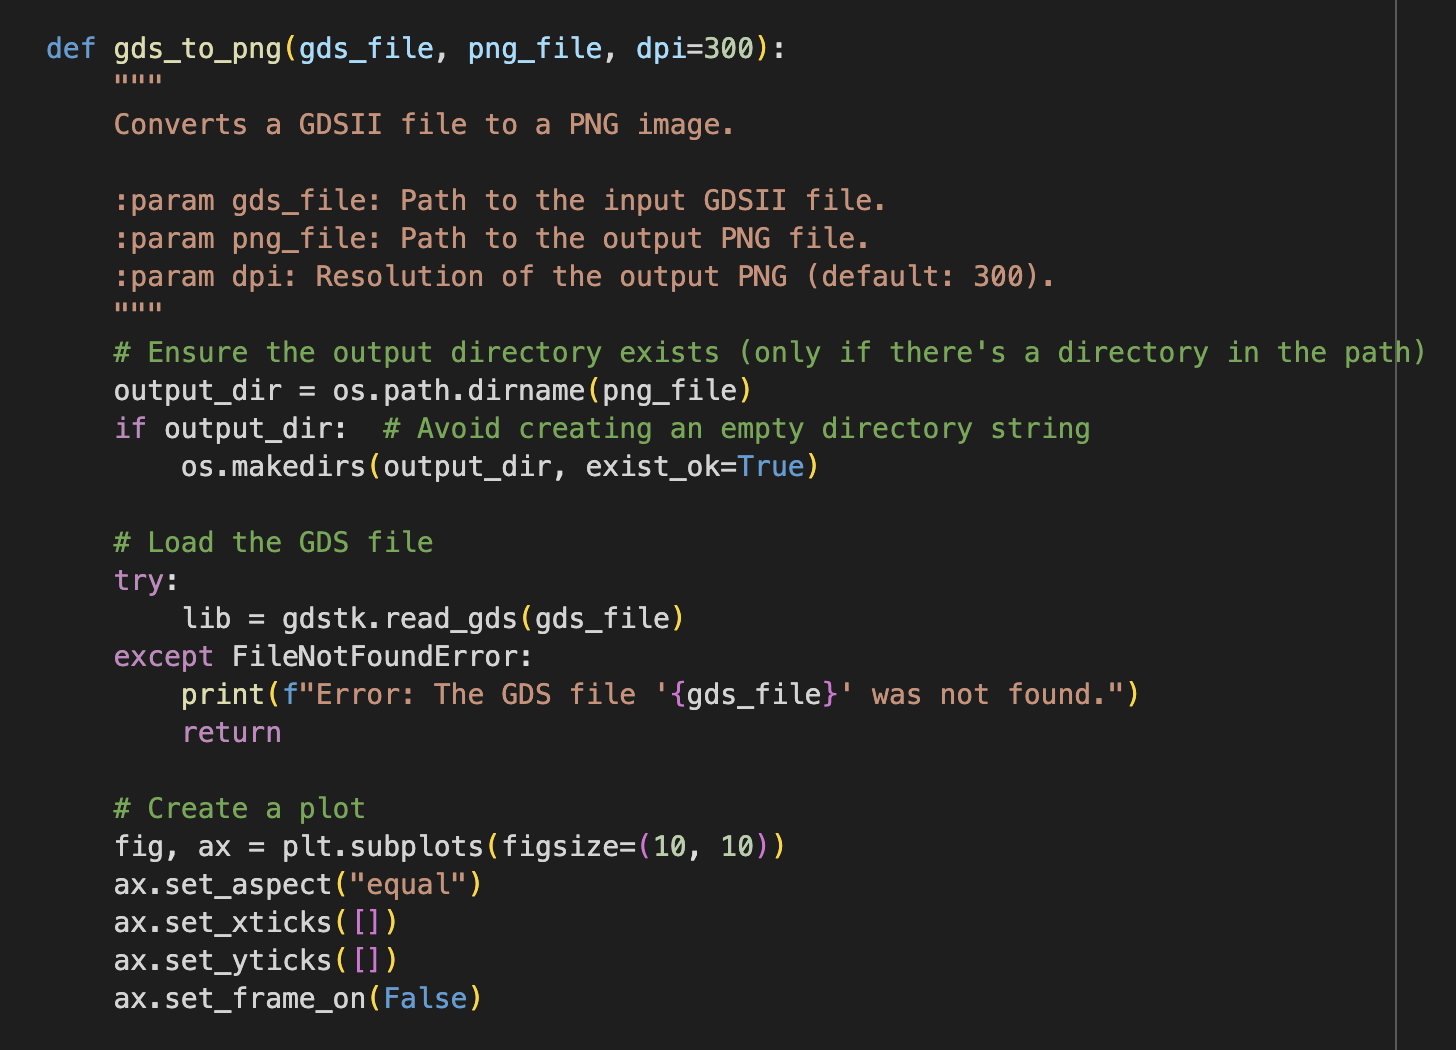 def gds_to_png(gds_file, png_file, dpi=300):
    """
    Converts a GDSII file to a PNG image.

    :param gds_file: Path to the input GDSII file.
    :param png_file: Path to the output PNG file.
    :param dpi: Resolution of the output PNG (default: 300).
    """
    # Ensure the output directory exists (only if there's a directory in the path)
    output_dir = os.path.dirname(png_file)
    if output_dir:  # Avoid creating an empty directory string
        os.makedirs(output_dir, exist_ok=True)

    # Load the GDS file
    try:
        lib = gdstk.read_gds(gds_file)
    except FileNotFoundError:
        print(f"Error: The GDS file '{gds_file}' was not found.")
        return

    # Create a plot
    fig, ax = plt.subplots(figsize=(10, 10))
    ax.set_aspect("equal")
    ax.set_xticks([])
    ax.set_yticks([])
    ax.set_frame_on(False)